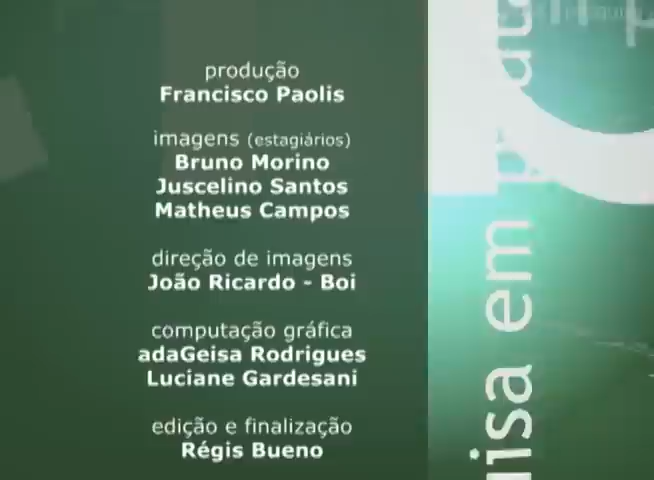 produção
Francisco Paolis
imagens (estagiários)
Bruno Morino
Juscelino Santos
Matheus Campos
direção de imagens
João Ricardo - Boi
computação gráfica
adaGeisa Rodrigues
Luciane Gardesani
edição e finalização
Régis Bueno
em